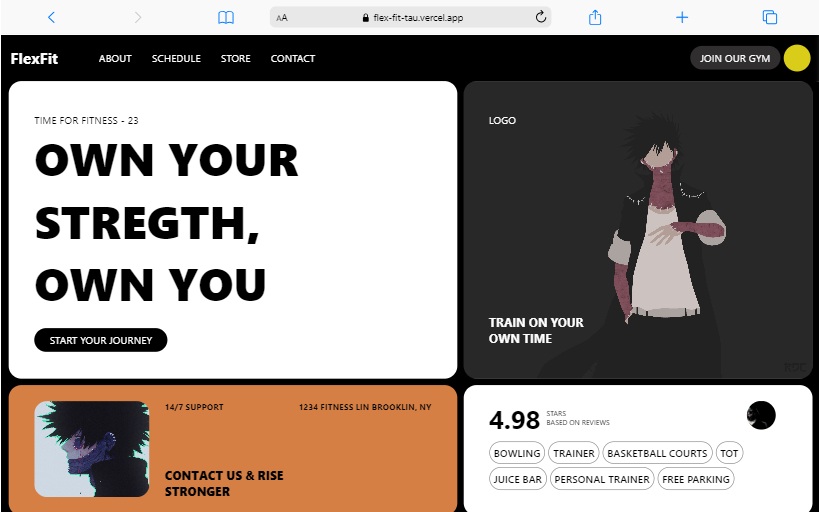 AA flex-fit-tau.vercel.app
FlexFit ABOUT SCHEDULE STORE CONTACT JOIN OUR GYM
TIME FOR FITNESS - 23
OWN YOUR
STREGTH,
OWN YOU
START YOUR JOURNEY
LOGO
TRAIN ON YOUR
OWN TIME
14/7 SUPPORT
1234 FITNESS LIN BROOKLIN, NY
CONTACT US & RISE
STRONGER
4.98
STARS
BASED ON REVIEWS
BOWLING TRAINER BASKETBALL COURTS TOT
JUICE BAR PERSONAL TRAINER FREE PARKING